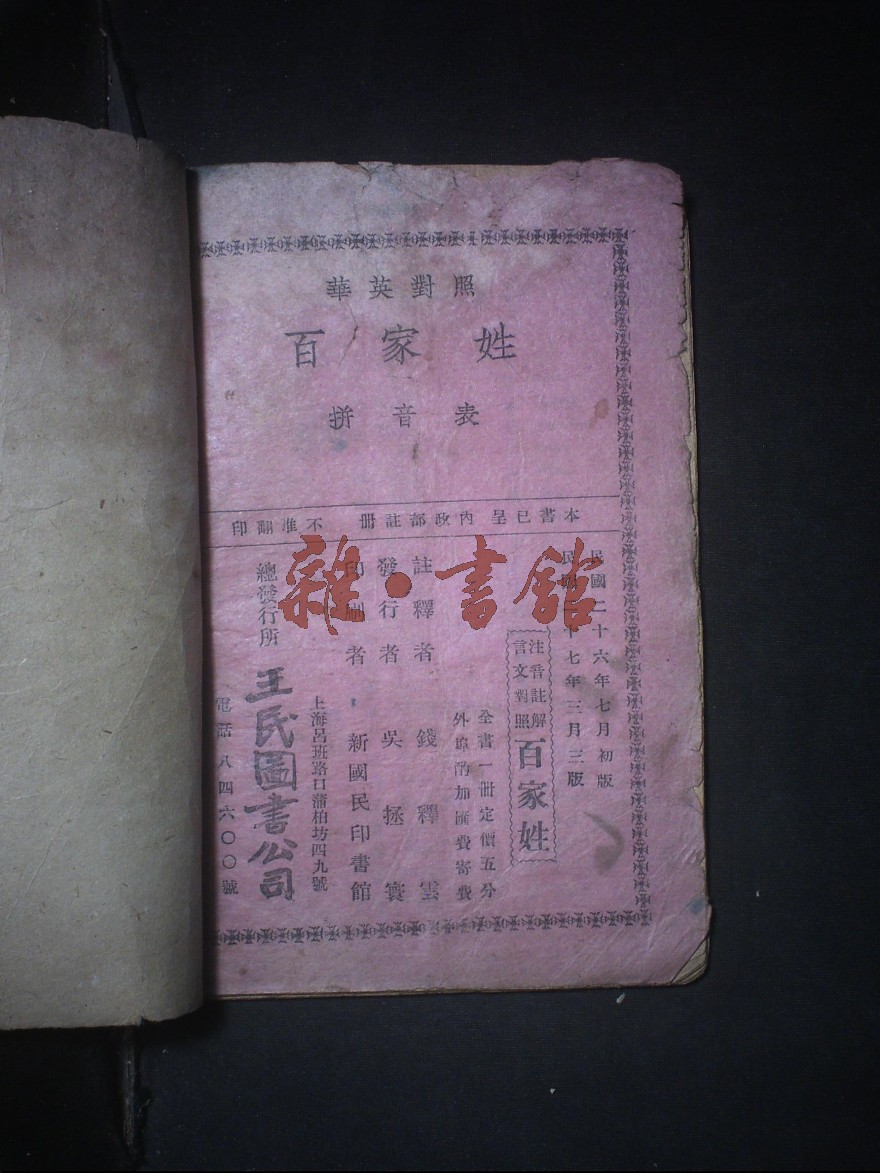 華英對照
百家姓
拼音表
本書已呈內政部註冊 不准翻印
民國二十六年七月初版
民國二十七年三月三版
注音註解
言文對照
百家姓
全書一冊定價五分
外埠酌加匯費寄費
註釋者 錢釋雲
發行者 吳拯寰
印刷者 新國民印書館
上海呂班路口蒲柏坊四九號
總發行所 王民圖書公司
電話八四六〇〇號
雜·書館